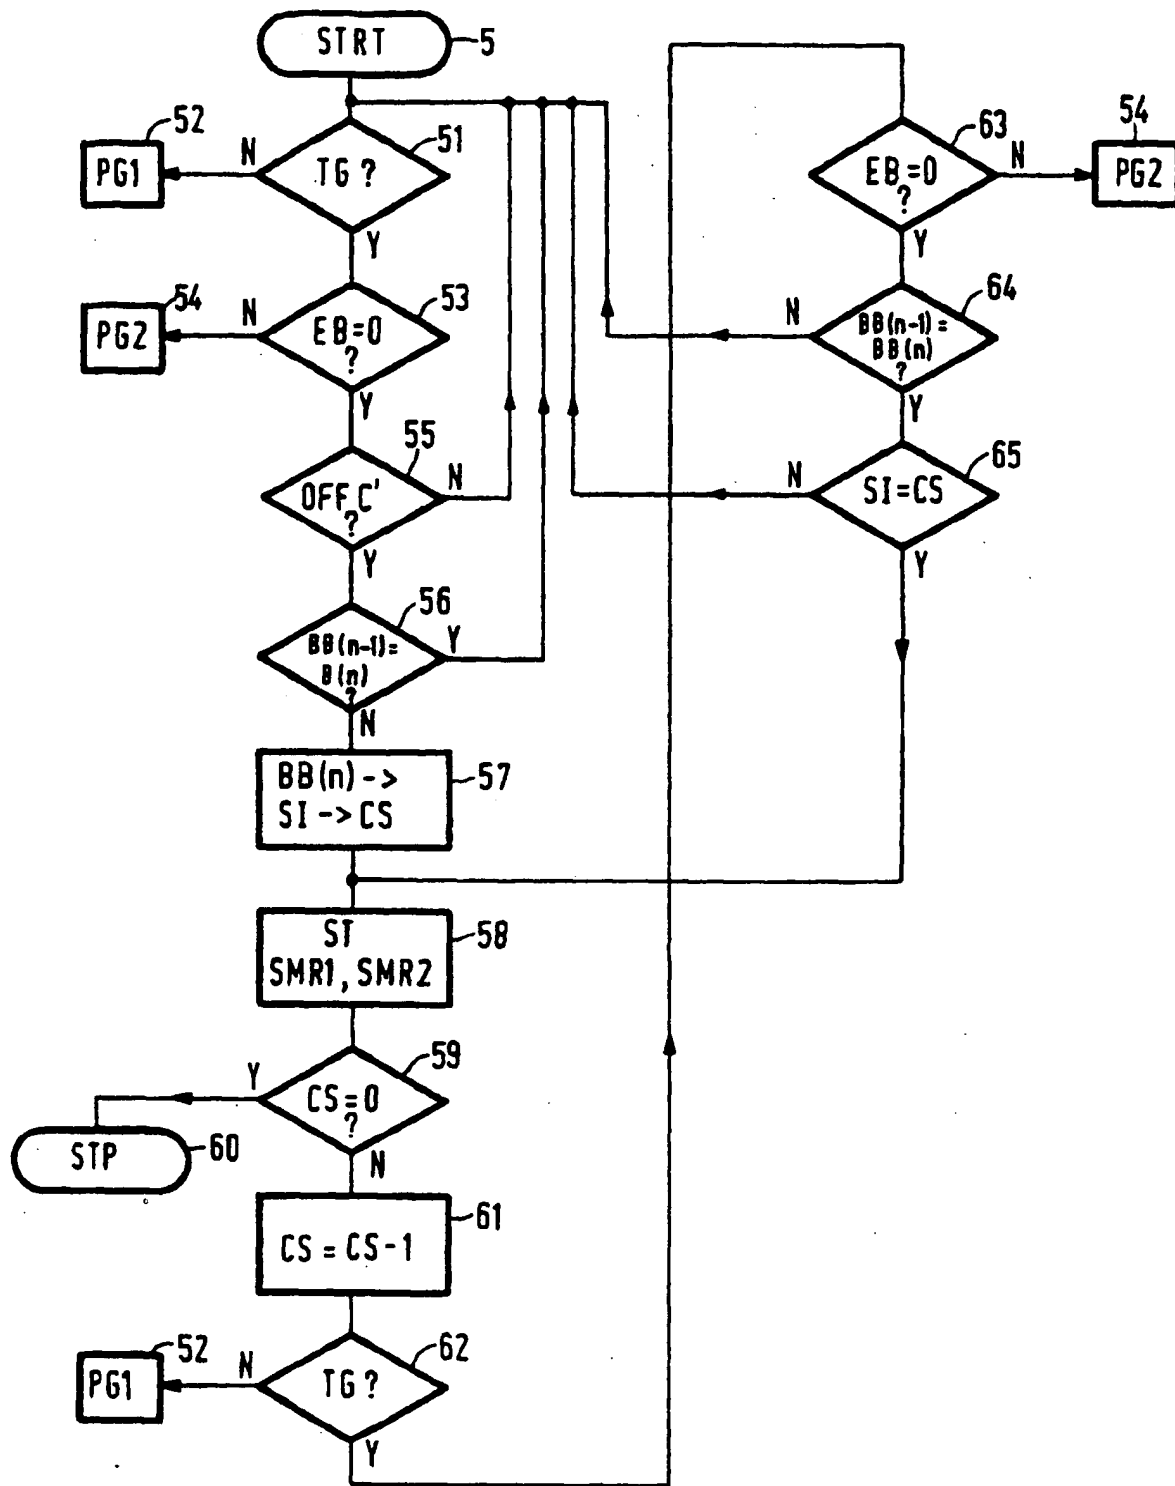 STRT
5
52
N
51
PG1
TG ?
Y
54
N
53
PG2
EB=0
?
Y
55
OFF,C'
?
N
Y
56
BB(n-1)=
B(n)
?
Y
N
BB(n) ->
SI -> CS
57
ST
SMR1, SMR2
58
59
Y
CS=0
?
STP
60
N
61
CS = CS-1
52
N
62
PG1
TG ?
Y
63
54
EB=0
?
N
PG2
Y
64
N
BB(n-1)=
BB(n)
?
Y
65
N
SI=CS
Y